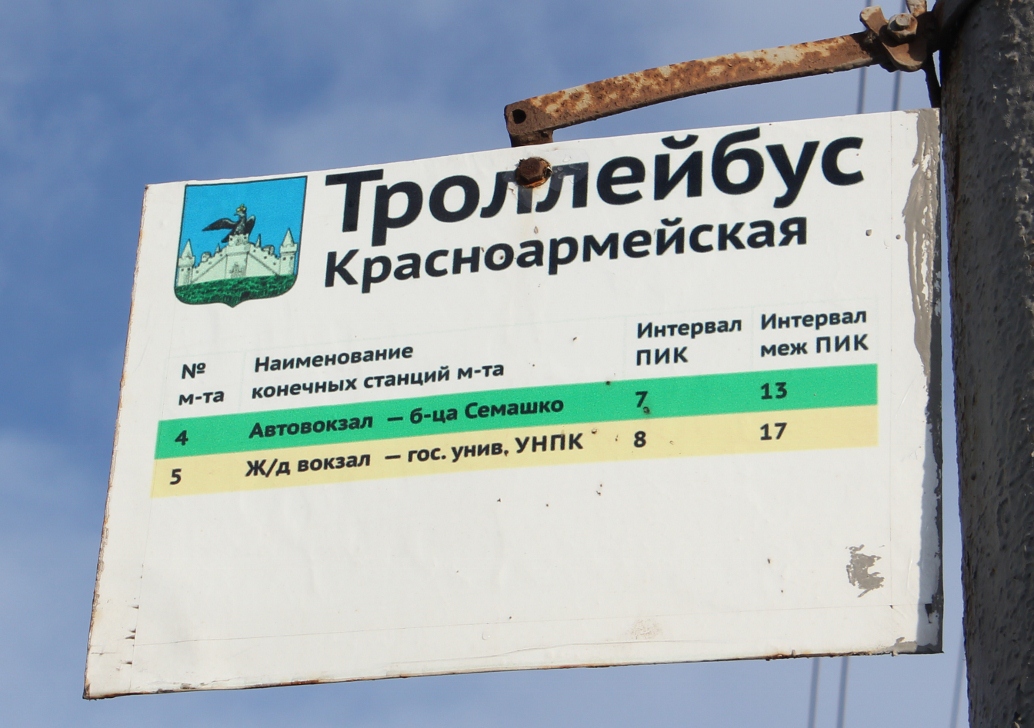 Троллейбус
Красноармейская
№ м-та Наименование конечных станций м-та Интервал ПИК Интервал меж ПИК
4 Автовокзал – б-ца Семашко 7 13
5 Ж/д вокзал – гос. унив. УНПК 8 17